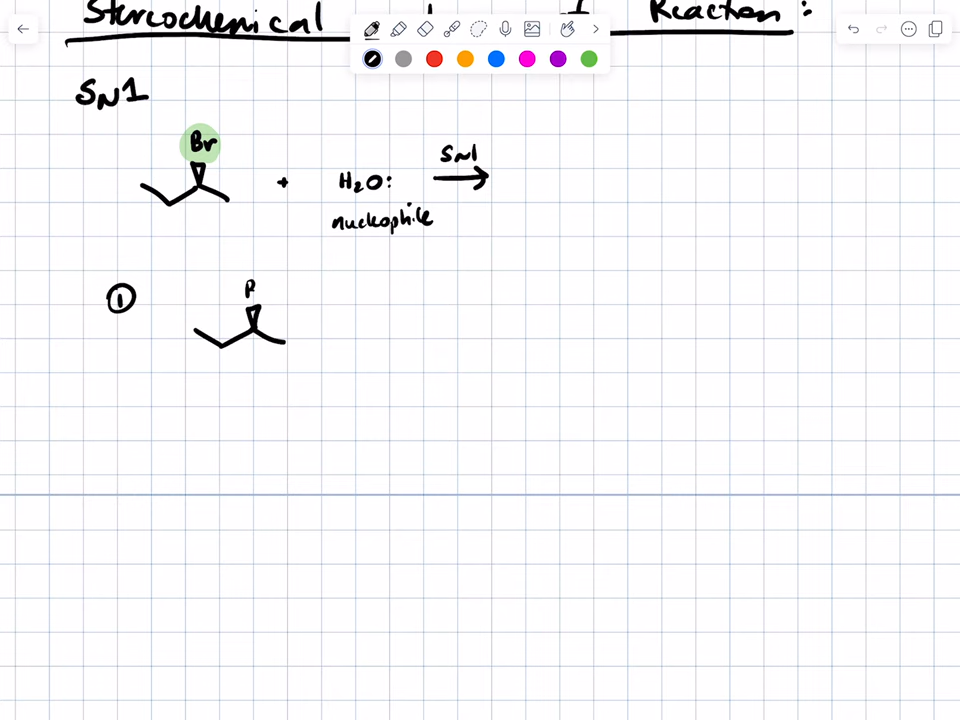 Stereochemical Reaction:
SN1
Br
SN1
+ H₂O:
nucleophile
①